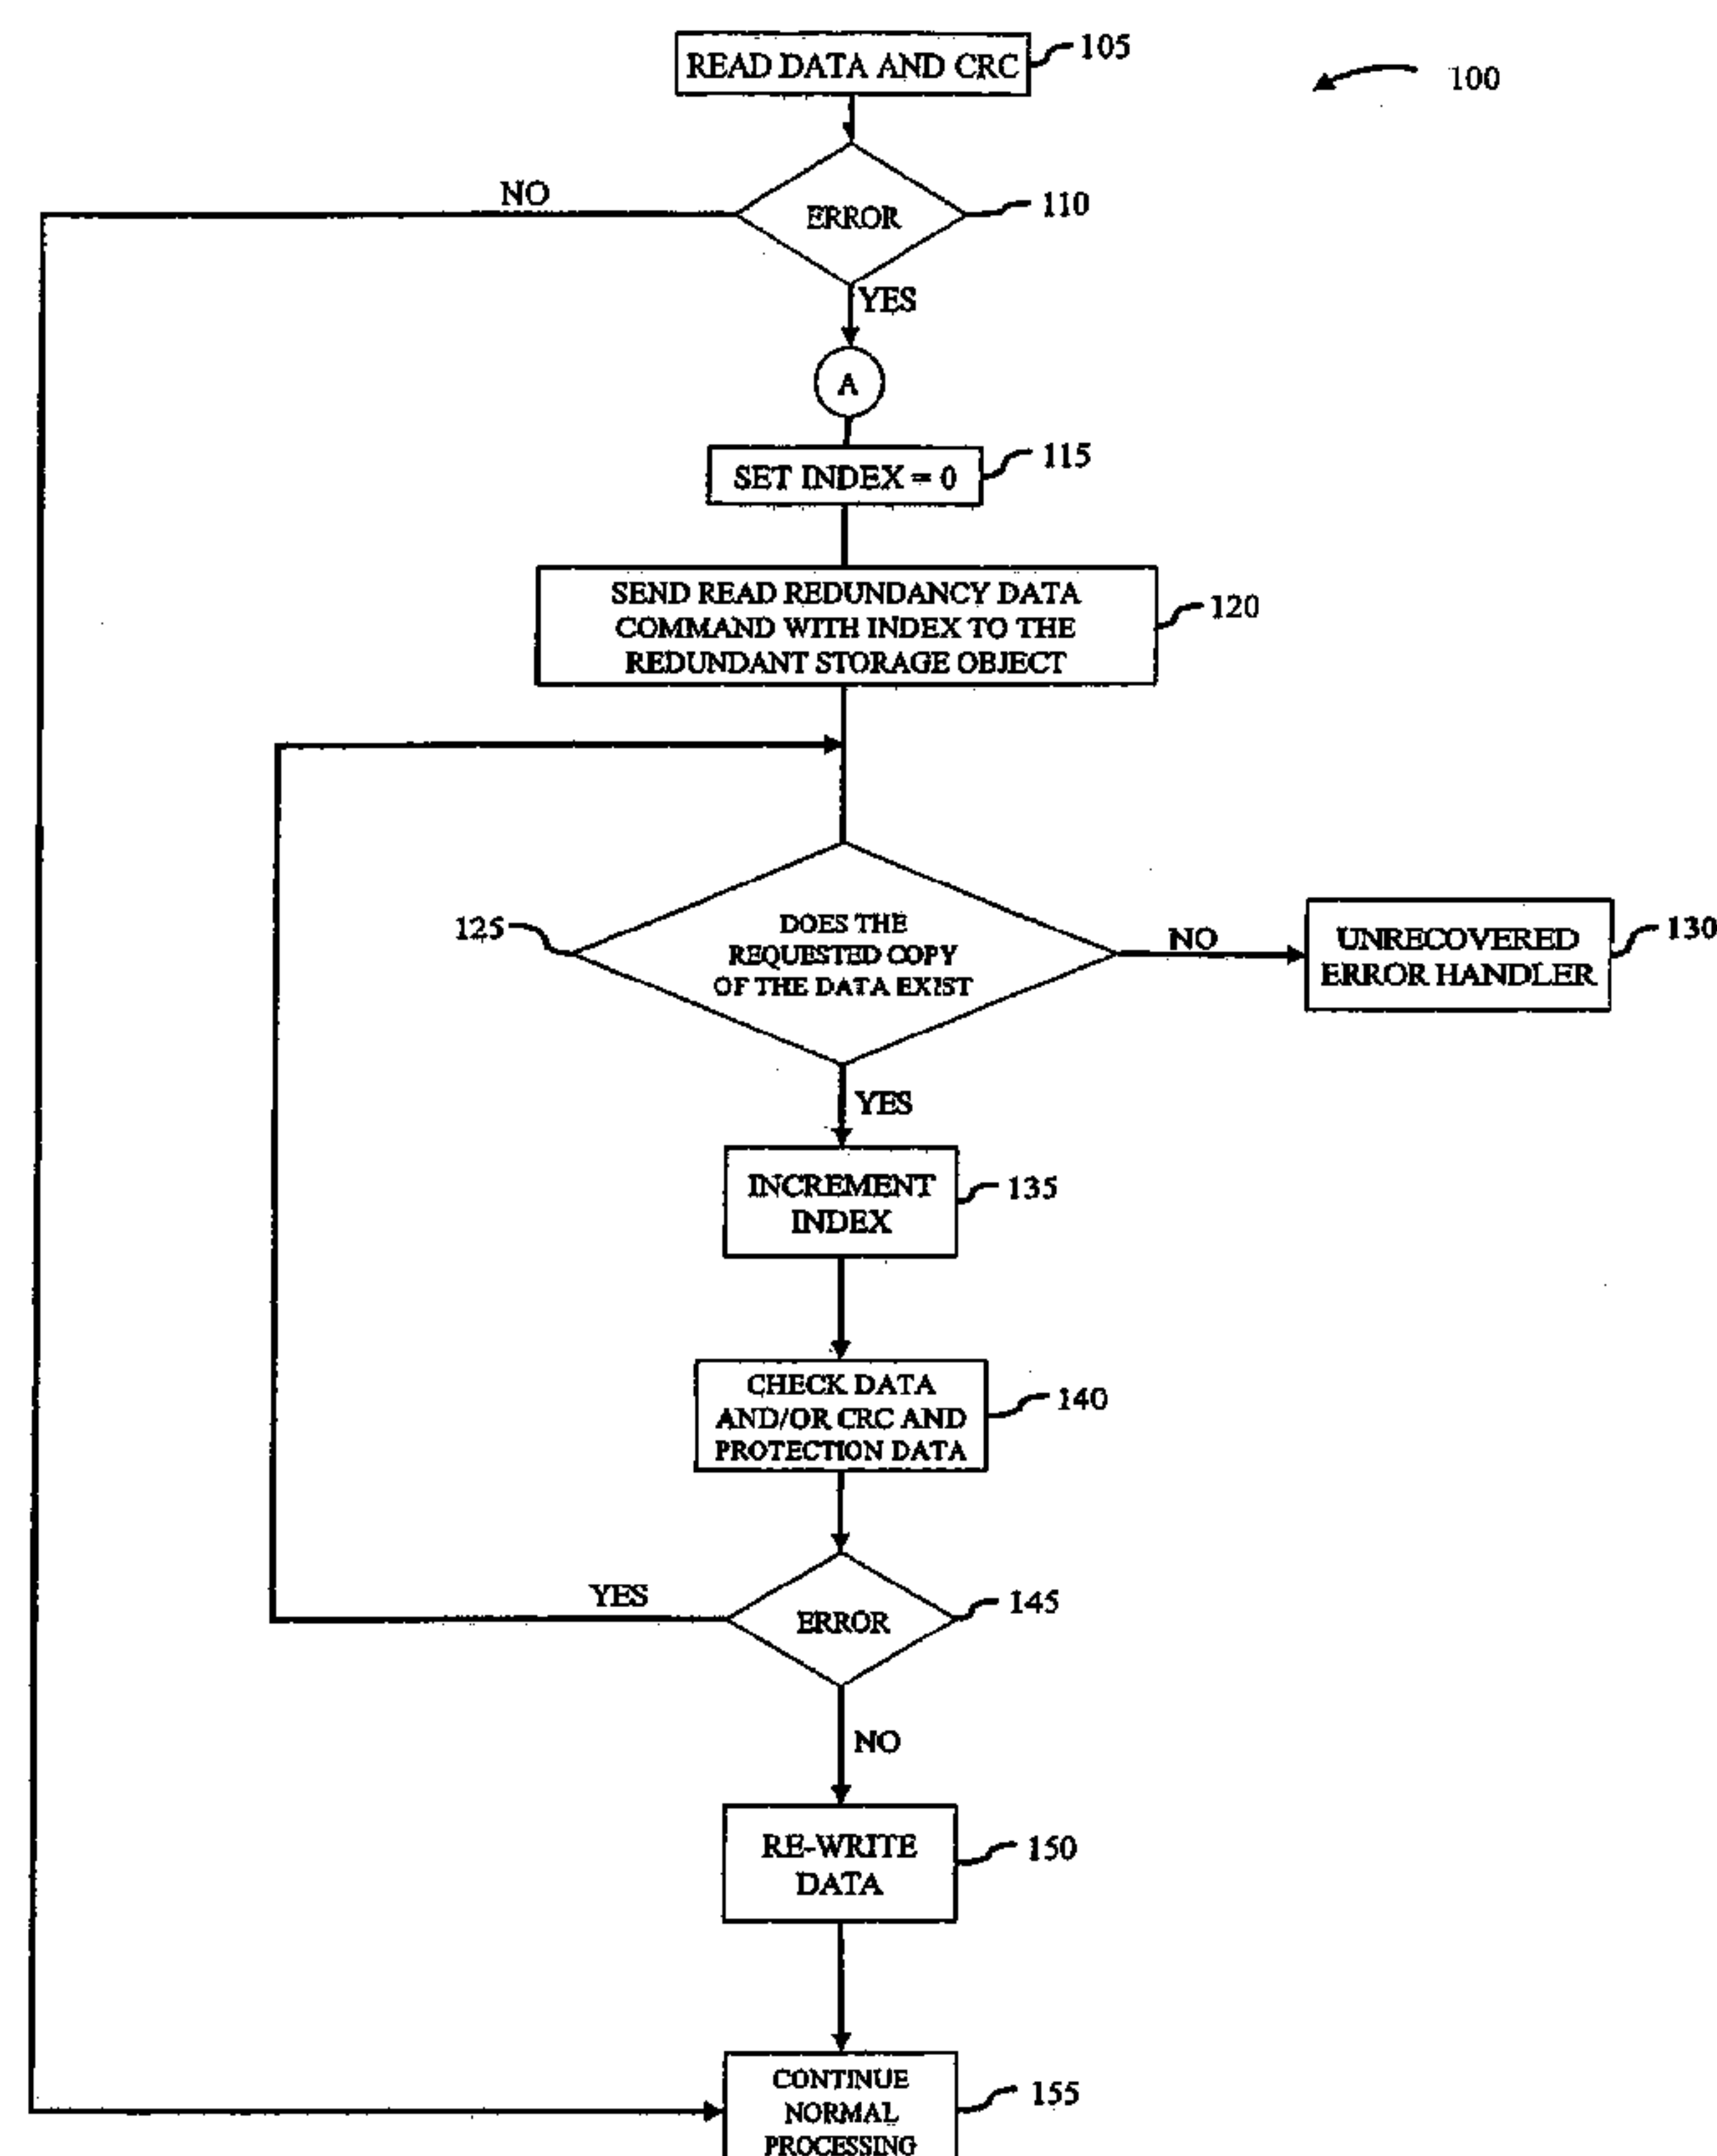 READ DATA AND CRC
105
100
NO
ERROR
110
YES
A
SET INDEX = 0
115
SEND READ REDUNDANCY DATA
COMMAND WITH INDEX TO THE
REDUNDANT STORAGE OBJECT
120
125
DOES THE
REQUESTED COPY
OF THE DATA EXIST
NO
UNRECOVERED
ERROR HANDLER
130
YES
INCREMENT
INDEX
135
CHECK DATA
AND/OR CRC AND
PROTECTION DATA
140
YES
ERROR
145
NO
RE-WRITE
DATA
150
CONTINUE
NORMAL
PROCESSING
155